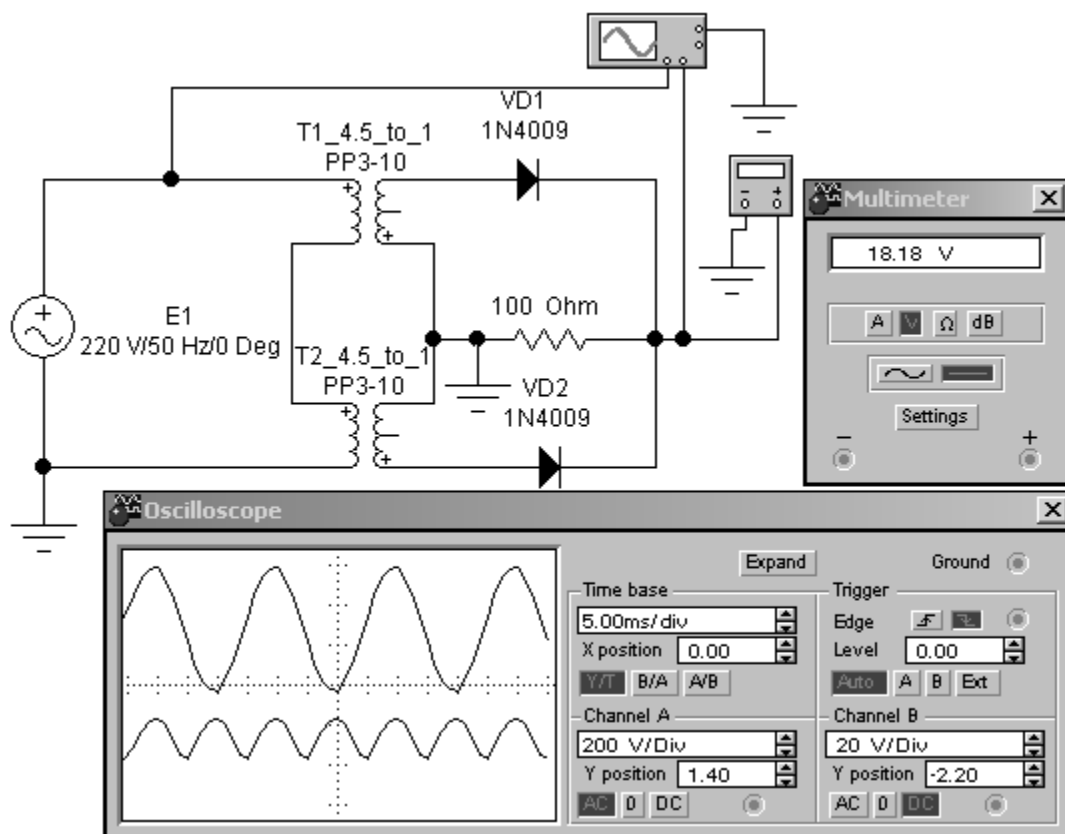 VD1
1N4009
T1_4.5_to_1
PP3-10
E1
220 V/50 Hz/0 Deg
100 Ohm
T2_4.5_to_1
PP3-10
VD2
1N4009
Multimeter
18.18 V
A V Ω dB
Settings
− +
Oscilloscope
Expand Ground
Time base
5.00ms/div
X position 0.00
Y/T B/A A/B
Trigger
Edge
Level 0.00
Auto A B Ext
Channel A
200 V/Div
Y position 1.40
AC 0 DC
Channel B
20 V/Div
Y position -2.20
AC 0 DC